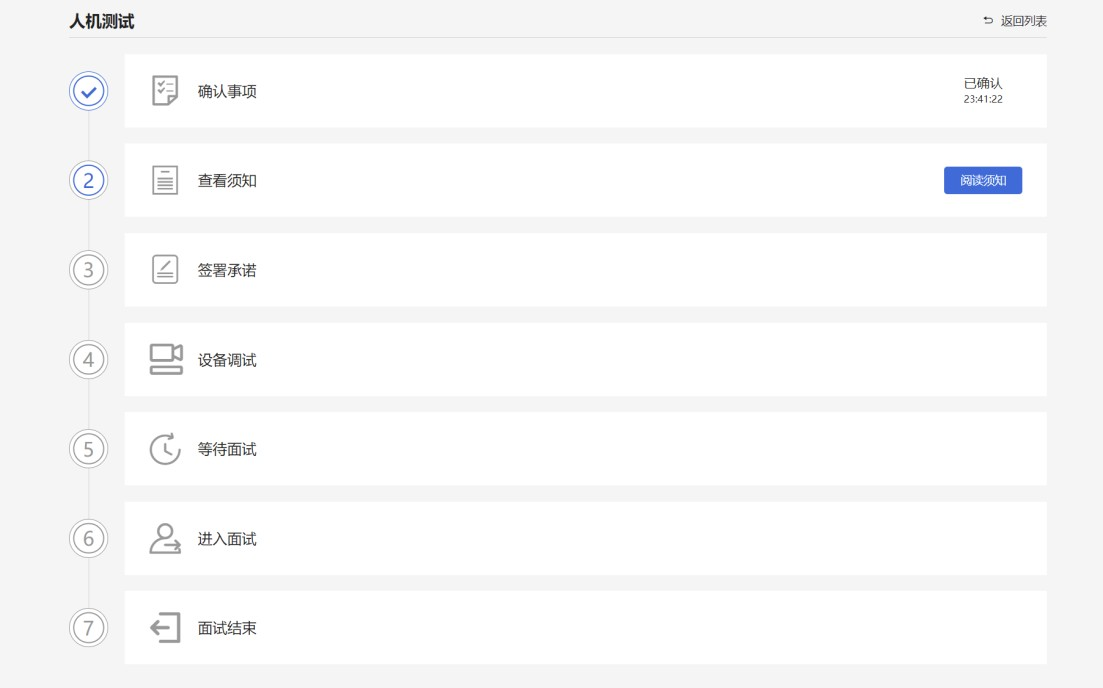 人机测试
返回列表
确认事项
已确认
23:41:22
2
查看须知
阅读须知
3
签署承诺
4
设备调试
5
等待面试
6
进入面试
7
面试结束